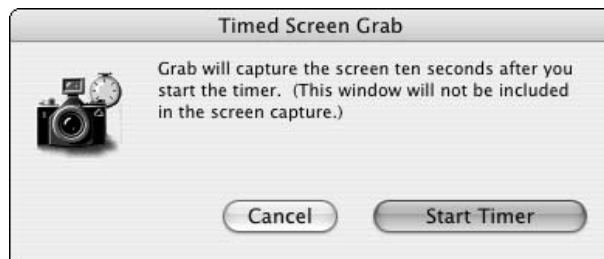 Timed Screen Grab
Grab will capture the screen ten seconds after you
start the timer.  (This window will not be included
in the screen capture.)
Cancel
Start Timer